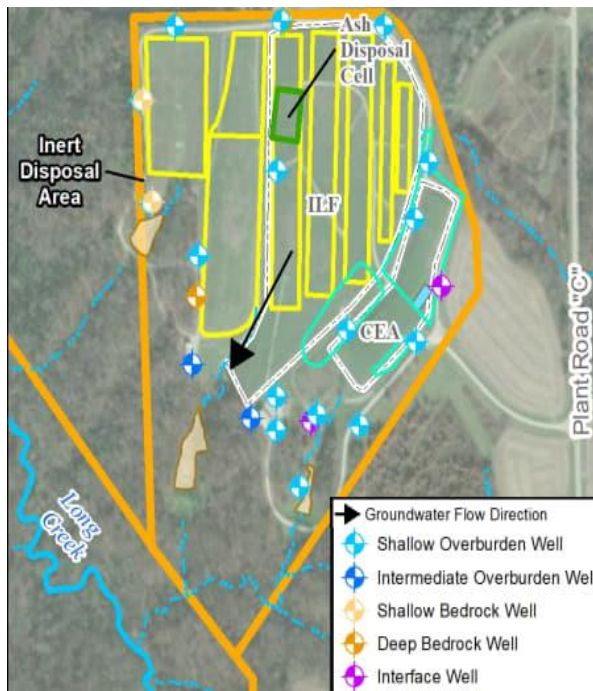 Ash
Disposal
Cell
Inert
Disposal
Area
ILF
CEA
Plant Road "C"
Long
Creek
Groundwater Flow Direction
Shallow Overburden Well
Intermediate Overburden Wel
Shallow Bedrock Well
Deep Bedrock Well
Interface Well